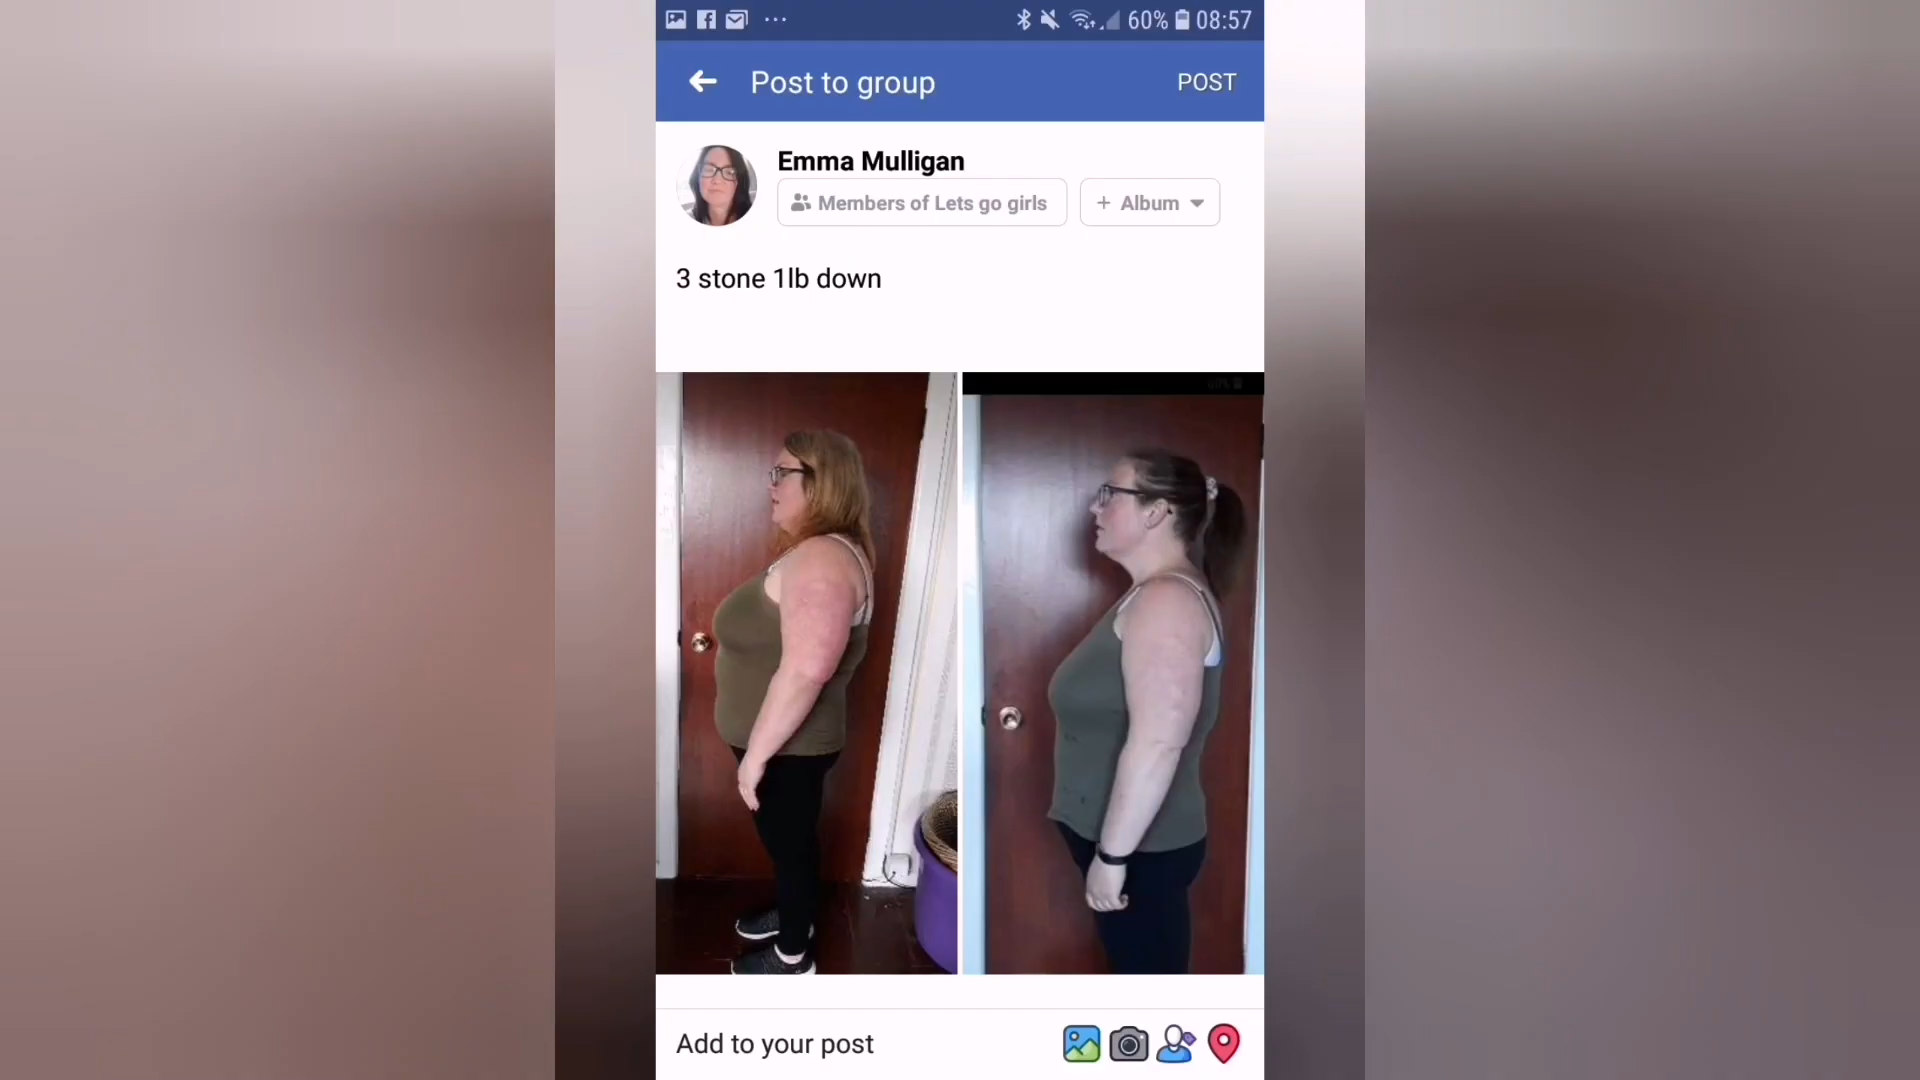 60% 08:57
Post to group
POST
Emma Mulligan
Members of Lets go girls
+ Album
3 stone 1lb down
Add to your post